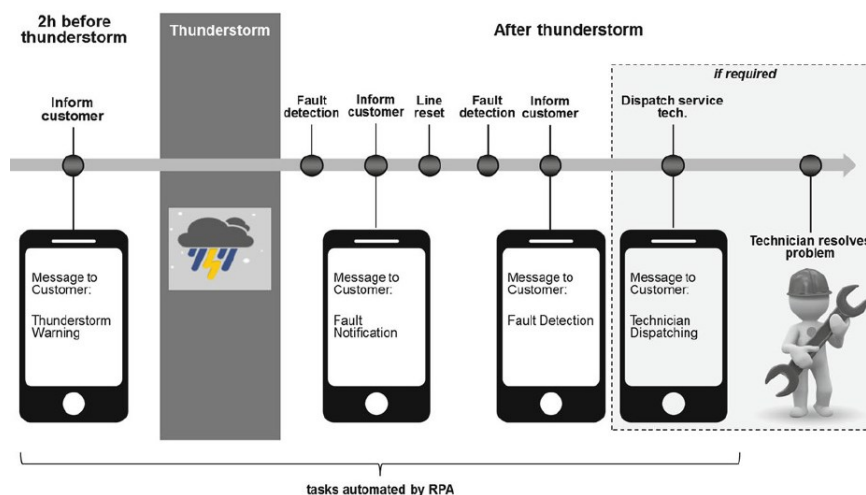 2h before
thunderstorm
Thunderstorm
After thunderstorm
if required
Inform
customer
Fault
detection
Inform
customer
Line
reset
Fault
detection
Inform
customer
Dispatch service
tech.
Technician resolves
problem
Message to
Customer:
Thunderstorm
Warning
Message to
Customer:
Fault
Notification
Message to
Customer:
Fault Detection
Message to
Customer:
Technician
Dispatching
tasks automated by RPA